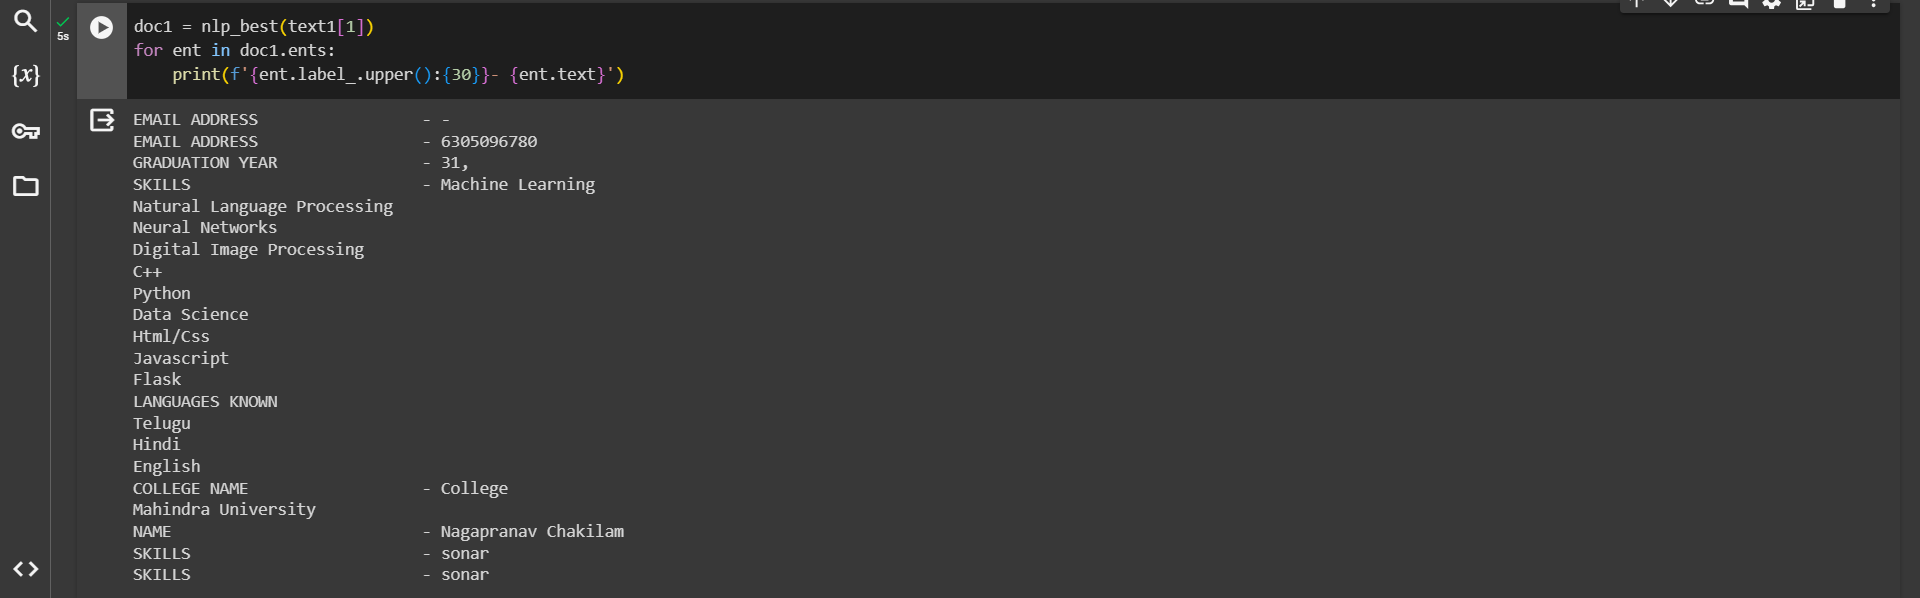 5s
doc1 = nlp_best(text1[1])
for ent in doc1.ents:
    print(f'{ent.label_.upper():{30}}- {ent.text}')
{x}
EMAIL ADDRESS                 - -
EMAIL ADDRESS                 - 6305096780
GRADUATION YEAR               - 31,
SKILLS                        - Machine Learning
Natural Language Processing
Neural Networks
Digital Image Processing
C++
Python
Data Science
Html/Css
Javascript
Flask
LANGUAGES KNOWN
Telugu
Hindi
English
COLLEGE NAME                  - College
Mahindra University
NAME                          - Nagapranav Chakilam
SKILLS                        - sonar
SKILLS                        - sonar